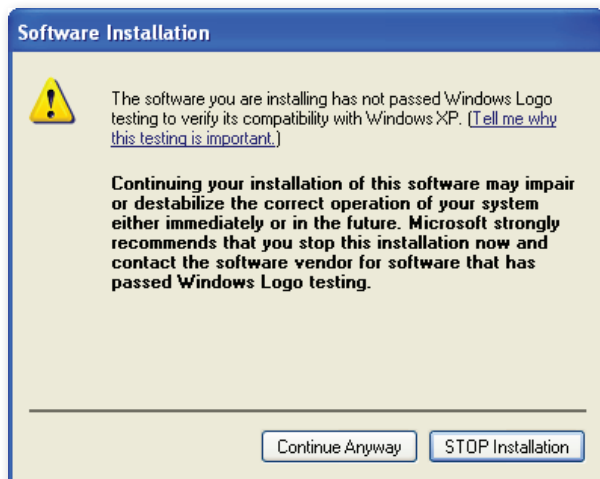 Software Installation
The software you are installing has not passed Windows Logo
testing to verify its compatibility with Windows XP. (Tell me why
this testing is important.)
Continuing your installation of this software may impair
or destabilize the correct operation of your system
either immediately or in the future. Microsoft strongly
recommends that you stop this installation now and
contact the software vendor for software that has
passed Windows Logo testing.
Continue Anyway
STOP Installation